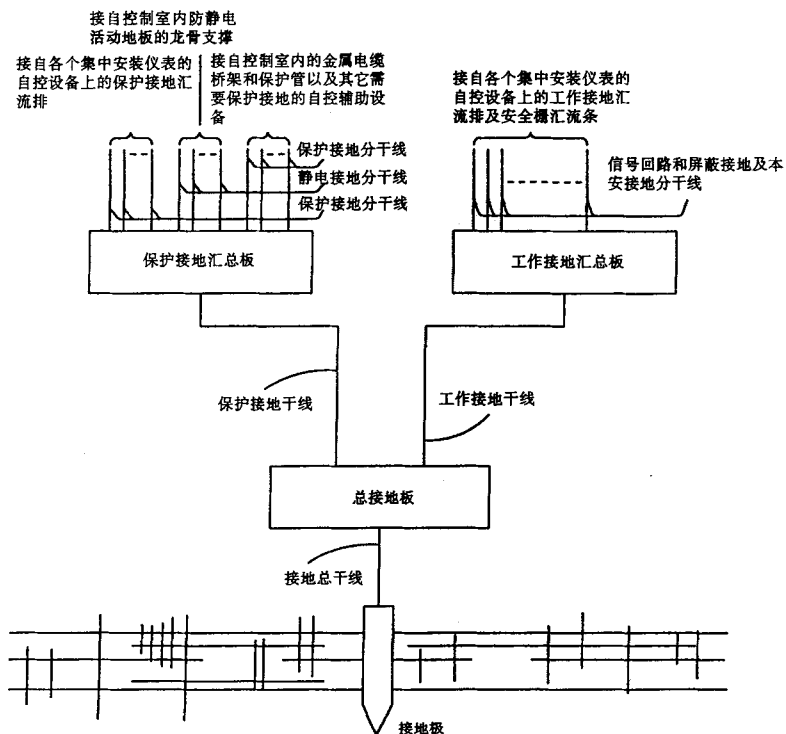 接自控制室内防静电
活动地板的龙骨支撑
接自各个集中安装仪表的
自控设备上的保护接地汇
流排
接自控制室内的金属电缆
桥架和保护管以及其它需
要保护接地的自控辅助设
备
接自各个集中安装仪表的
自控设备上的工作接地汇
流排及安全栅汇流条
保护接地分干线
静电接地分干线
保护接地分干线
信号回路和屏蔽接地及本
安接地分干线
保护接地汇总板
工作接地汇总板
保护接地干线
工作接地干线
总接地板
接地总干线
接地极